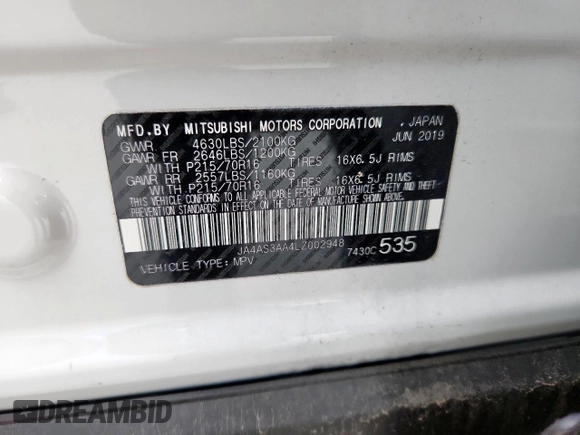 MFD.BY MITSUBISHI MOTORS CORPORATION . JAPAN
GVWR 4630LBS/2100KG JUN 2019
GAWR FR 2646LBS/1200KG
WITH P215/70R16 TIRES 16X6.5J RIMS
GAWR RR 2557LBS/1160KG
WITH P215/70R16 TIRES 16X6.5J RIMS
THIS VEHICLE CONFORMS TO ALL APPLICABLE FEDERAL MOTOR VEHICLE SAFETY AND THEFT
PREVENTION STANDARDS IN EFFECT ON THE DATE OF MANUFACTURE SHOWN ABOVE.
JA4AS3AA4LZ002948
VEHICLE TYPE: MPV 7430C 535
DREAMBID